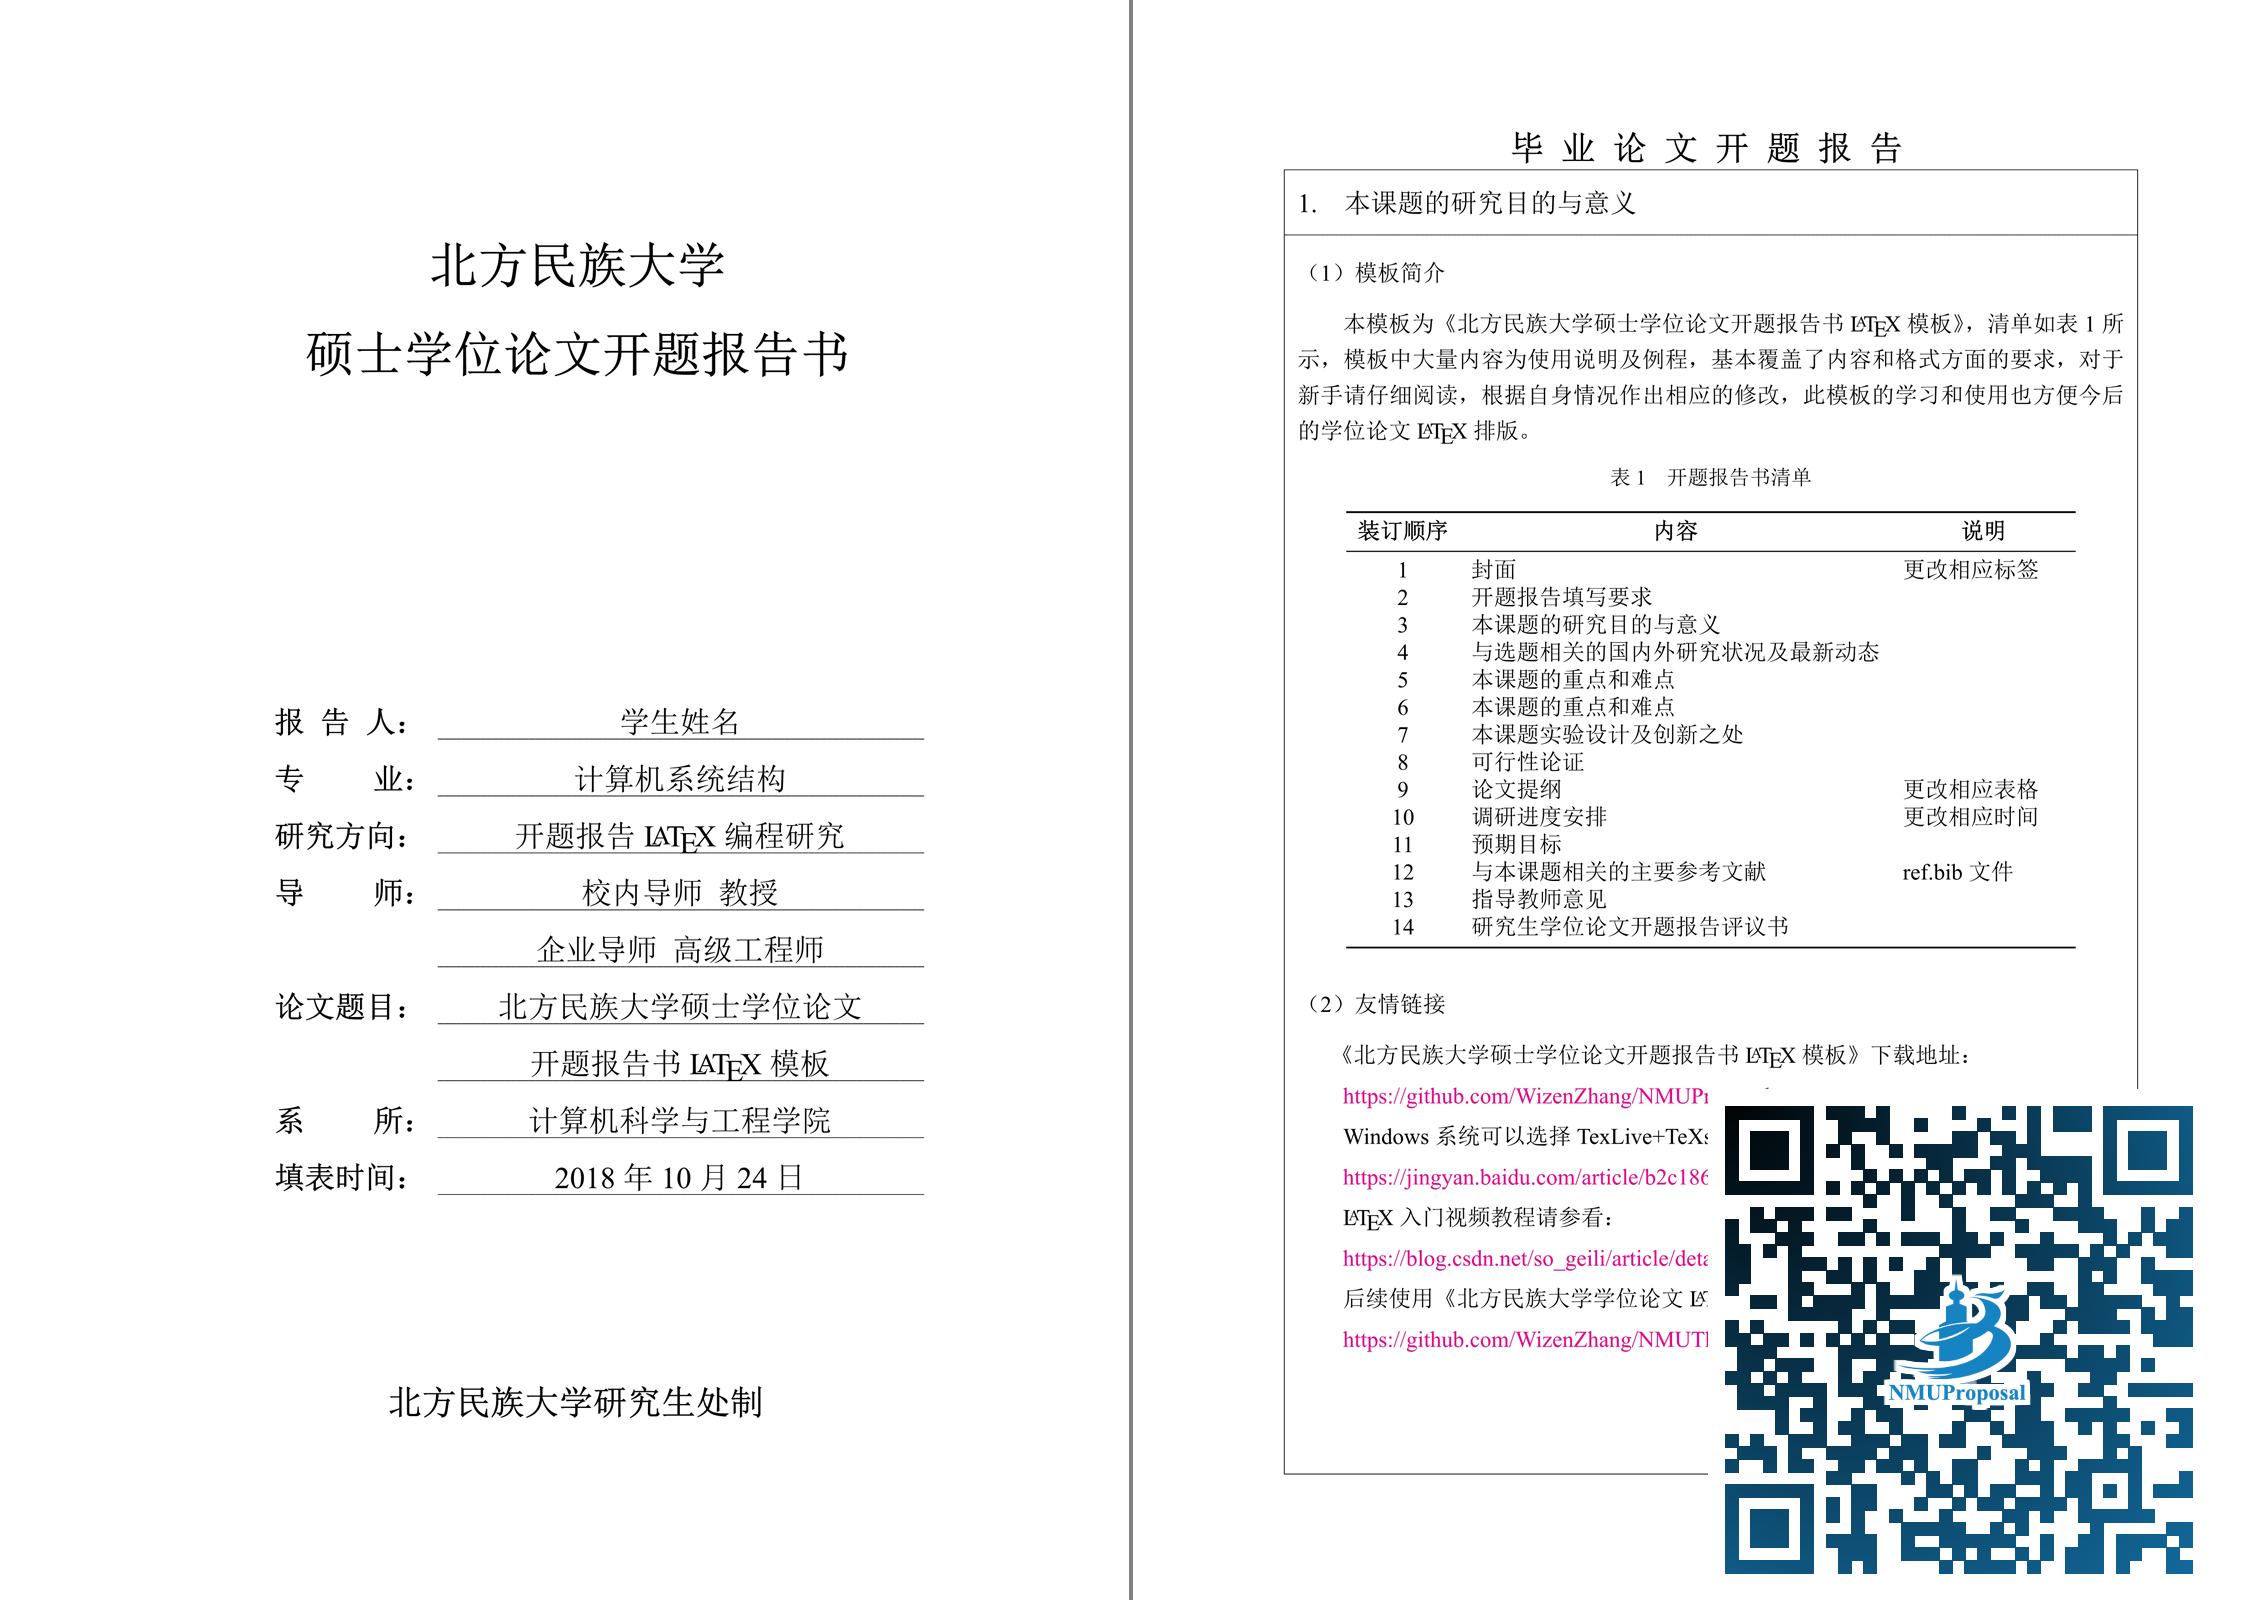 北方民族大学
硕士学位论文开题报告书
报 告 人： 学生姓名
专 业： 计算机系统结构
研究方向： 开题报告 LATEX 编程研究
导 师： 校内导师 教授
企业导师 高级工程师
论文题目： 北方民族大学硕士学位论文
开题报告书 LATEX 模板
系 所： 计算机科学与工程学院
填表时间： 2018 年 10 月 24 日
北方民族大学研究生处制
毕 业 论 文 开 题 报 告
1. 本课题的研究目的与意义
（1）模板简介
本模板为《北方民族大学硕士学位论文开题报告书 LATEX 模板》，清单如表 1 所
示，模板中大量内容为使用说明及例程，基本覆盖了内容和格式方面的要求，对于
新手请仔细阅读，根据自身情况作出相应的修改，此模板的学习和使用也方便今后
的学位论文 LATEX 排版。
表 1 开题报告书清单
装订顺序 内容 说明
1 封面 更改相应标签
2 开题报告填写要求
3 本课题的研究目的与意义
4 与选题相关的国内外研究状况及最新动态
5 本课题的重点和难点
6 本课题的重点和难点
7 本课题实验设计及创新之处
8 可行性论证
9 论文提纲 更改相应表格
10 调研进度安排 更改相应时间
11 预期目标
12 与本课题相关的主要参考文献 ref.bib 文件
13 指导教师意见
14 研究生学位论文开题报告评议书
（2）友情链接
《北方民族大学硕士学位论文开题报告书 LATEX 模板》下载地址：
https://github.com/WizenZhang/NMUPr
Windows 系统可以选择 TexLive+TeXs
https://jingyan.baidu.com/article/b2c186
LATEX 入门视频教程请参看：
https://blog.csdn.net/so_geili/article/deta
后续使用《北方民族大学学位论文 LA
https://github.com/WizenZhang/NMUT
NMUProposal